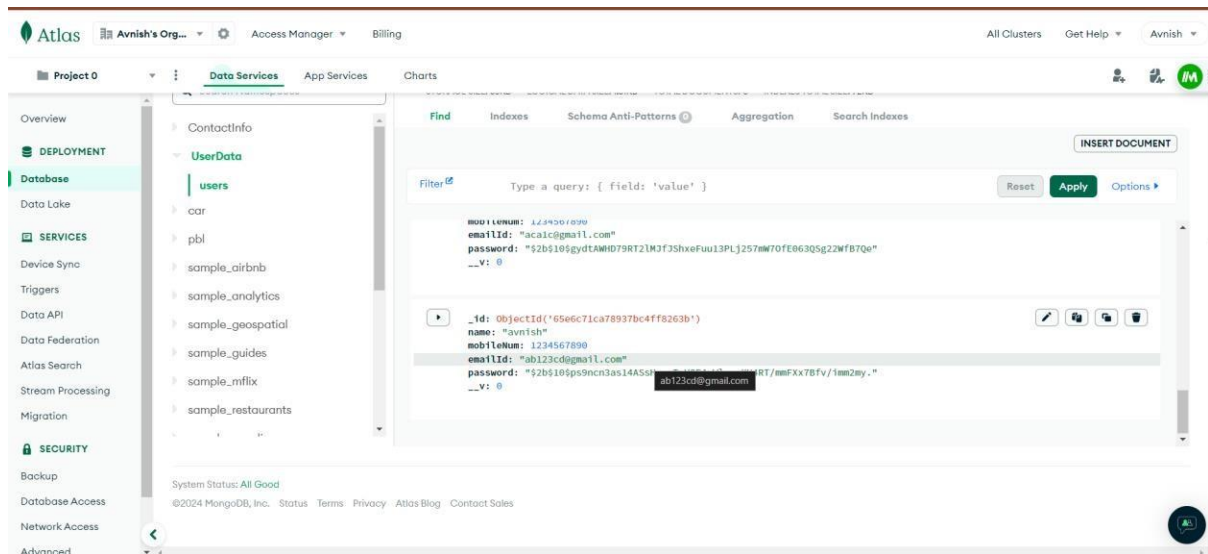 Atlas Avnish's Org... Access Manager Billing All Clusters Get Help Avnish
Project 0 Data Services App Services Charts
Overview
DEPLOYMENT
Database
Data Lake
SERVICES
Device Sync
Triggers
Data API
Data Federation
Atlas Search
Stream Processing
Migration
SECURITY
Backup
Database Access
Network Access
Advanced
ContactInfo
UserData
users
car
pbl
sample_airbnb
sample_analytics
sample_geospatial
sample_guides
sample_mflix
sample_restaurants
Find Indexes Schema Anti-Patterns 0 Aggregation Search Indexes
INSERT DOCUMENT
Filter Type a query: { field: 'value' } Reset Apply Options
mobileNum: 1234567890
emailId: "aca1c@gmail.com"
password: "$2b$10$gydtAWHD79RT2lMJfJShxeFuu13PLj257mW7OfE063QSg22WfB7Qe"
__v: 0
_id: ObjectId('65e6c71ca78937bc4ff8263b')
name: "avnish"
mobileNum: 1234567890
emailId: "ab123cd@gmail.com"
password:
ab123cd@gmail.com
__v: 0
System Status: All Good
©2024 MongoDB, Inc. Status Terms Privacy Atlas Blog Contact Sales